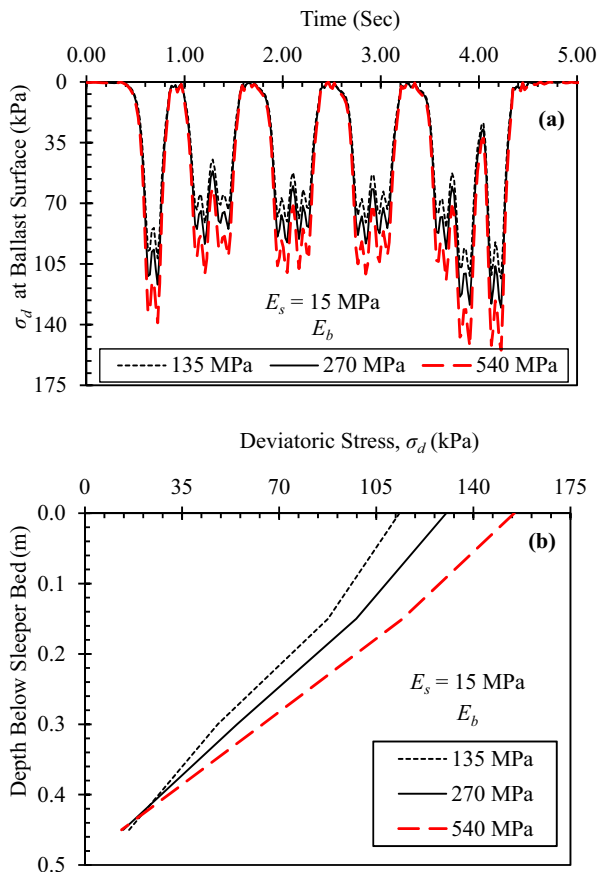 Time (Sec)
0.00 1.00 2.00 3.00 4.00 5.00
0
35
70
105
140
175
σd at Ballast Surface (kPa)
(a)
Es = 15 MPa
Eb
135 MPa 270 MPa 540 MPa
Deviatoric Stress, σd (kPa)
0 35 70 105 140 175
0.0
0.1
0.2
0.3
0.4
0.5
Depth Below Sleeper Bed (m)
(b)
Es = 15 MPa
Eb
135 MPa
270 MPa
540 MPa